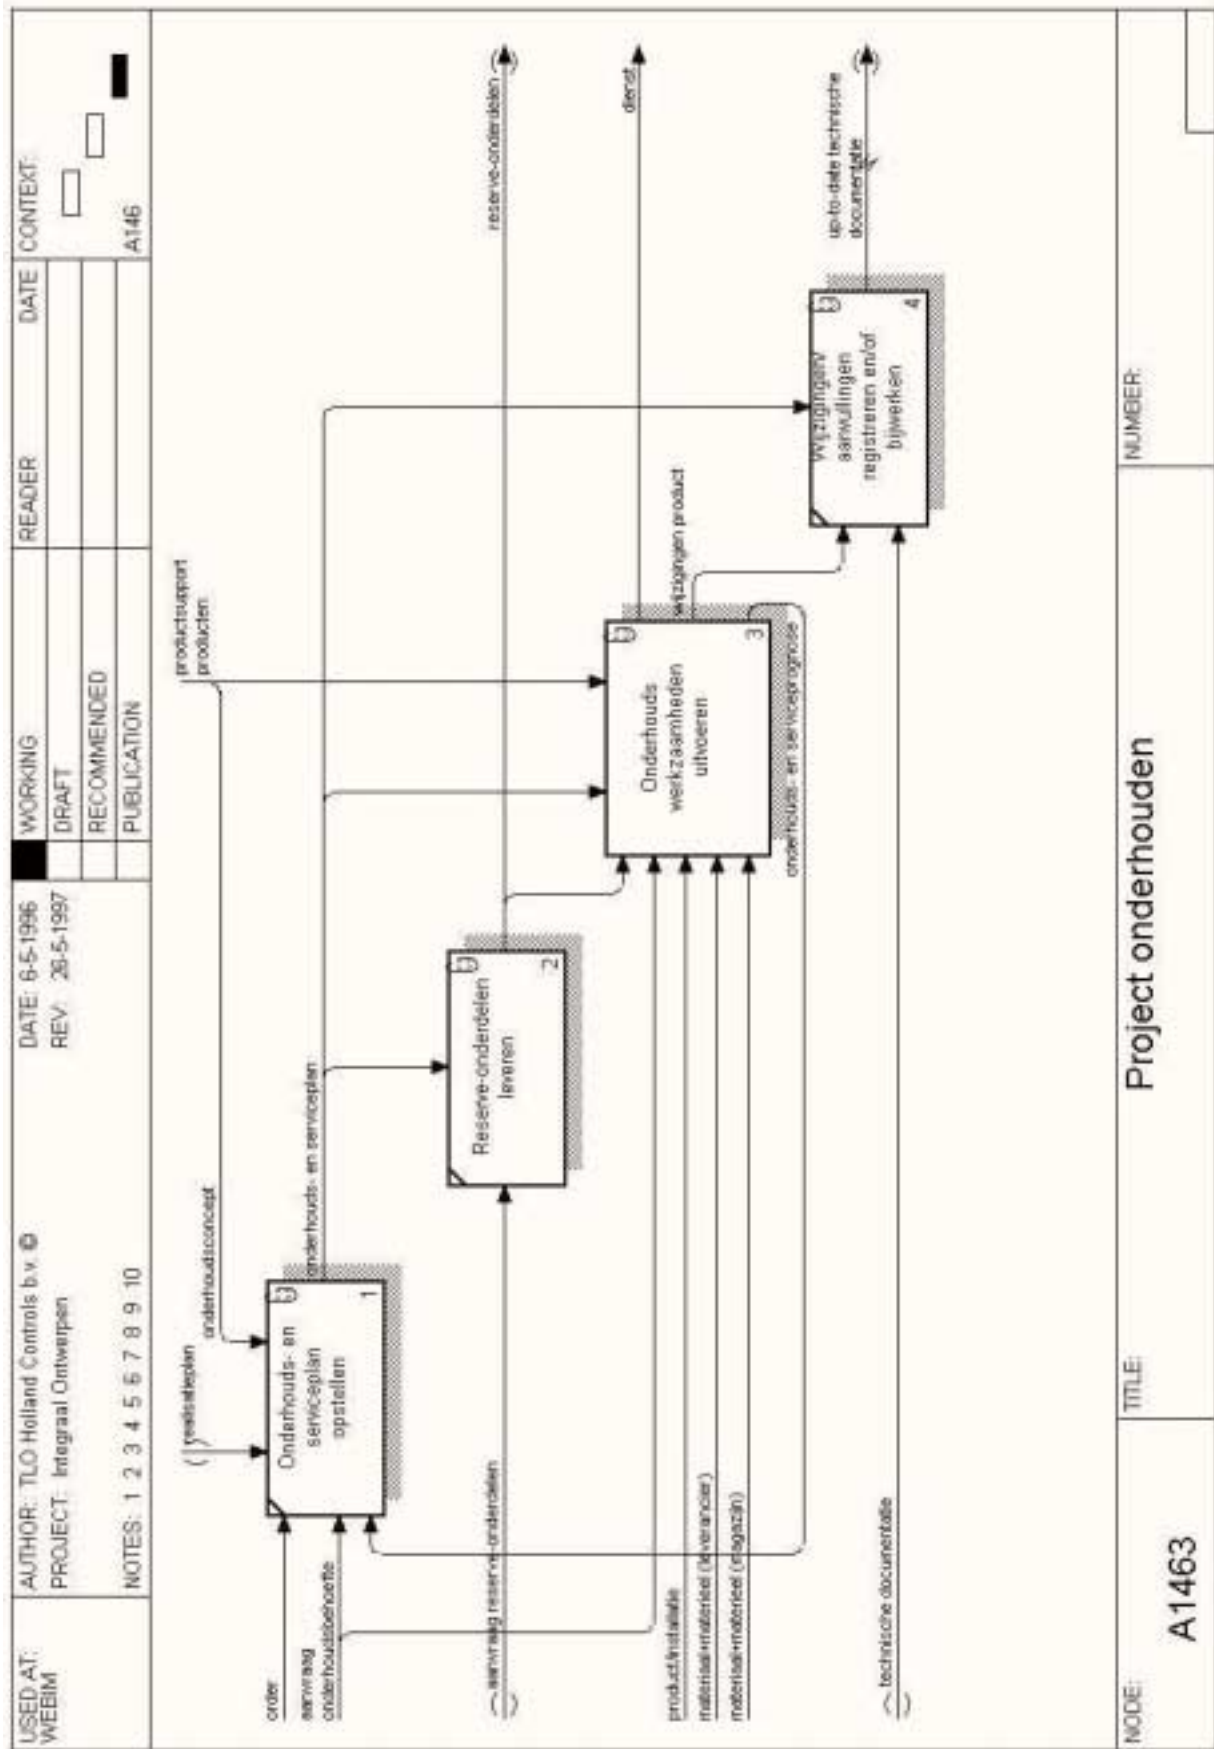 USED AT:
WEBIM
AUTHOR: TLO Holland Controls b.v. ©
PROJECT: Integraal Ontwerpen
NOTES: 1 2 3 4 5 6 7 8 9 10
DATE: 6-5-1996
REV: 26-5-1997
WORKING
DRAFT
RECOMMENDED
PUBLICATION
READER
DATE
CONTEXT:
A146
realisatieplan
onderhoudsconcept
productsupport
producten
order
aanvraag
onderhoudsbehoefte
Onderhouds- en
serviceplan
opstellen
1
onderhouds- en serviceplan
aanvraag reserve-onderdelen
Reserve-onderdelen
leveren
2
reserve-onderdelen
product/installatie
materiaal+materieel (leverancier)
materiaal+materieel (magazijn)
Onderhouds
werkzaamheden
uitvoeren
3
dienst
wijzigingen product
onderhouds- en serviceprognose
technische documentatie
Wijzigingen/
aanvullingen
registreren en/of
bijwerken
4
up-to-date technische
documentatie
NODE:
A1463
TITLE:
Project onderhouden
NUMBER: